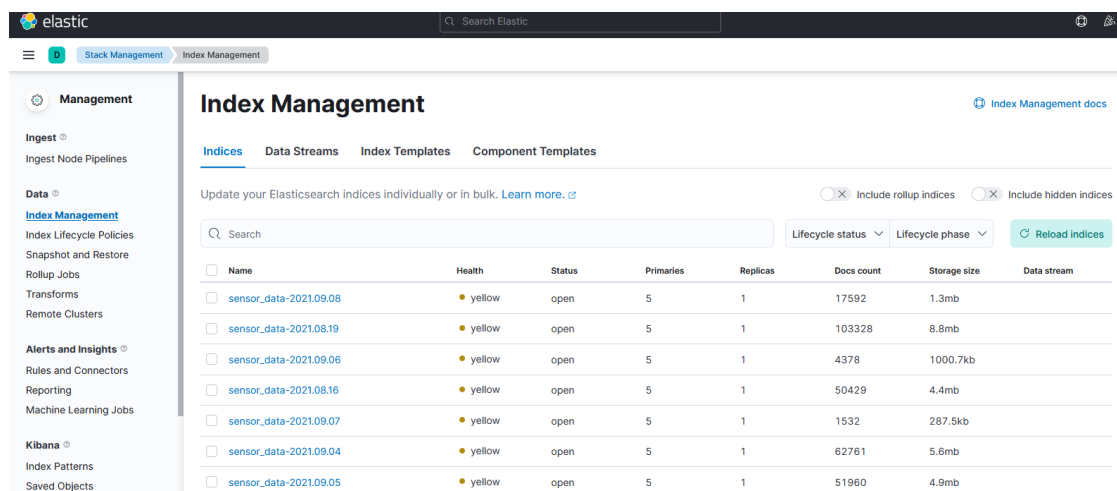 elastic
Search Elastic
D
Stack Management
Index Management
Management
Ingest
Ingest Node Pipelines
Data
Index Management
Index Lifecycle Policies
Snapshot and Restore
Rollup Jobs
Transforms
Remote Clusters
Alerts and Insights
Rules and Connectors
Reporting
Machine Learning Jobs
Kibana
Index Patterns
Saved Objects
Index Management
Index Management docs
Indices Data Streams Index Templates Component Templates
Update your Elasticsearch indices individually or in bulk. Learn more.
Include rollup indices Include hidden indices
Search
Lifecycle status Lifecycle phase Reload indices
Name Health Status Primaries Replicas Docs count Storage size Data stream
sensor_data-2021.09.08 yellow open 5 1 17592 1.3mb
sensor_data-2021.08.19 yellow open 5 1 103328 8.8mb
sensor_data-2021.09.06 yellow open 5 1 4378 1000.7kb
sensor_data-2021.08.16 yellow open 5 1 50429 4.4mb
sensor_data-2021.09.07 yellow open 5 1 1532 287.5kb
sensor_data-2021.09.04 yellow open 5 1 62761 5.6mb
sensor_data-2021.09.05 yellow open 5 1 51960 4.9mb